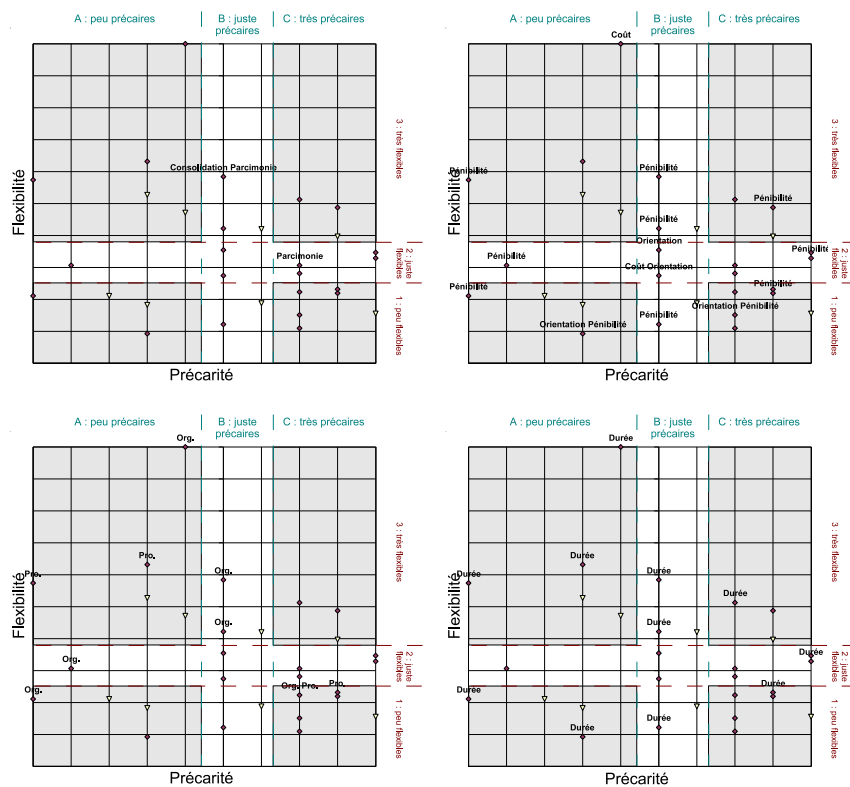 A : peu précaires
B : juste
précaires
C : très précaires
Consolidation Parcimonie
Parcimonie
Flexibilité
3 : très flexibles
2 : juste
flexibles
1 : peu flexibles
Précarité
A : peu précaires
B : juste
précaires
C : très précaires
Coût
Pénibilité
Pénibilité
Pénibilité
Pénibilité
Orientation
Pénibilité
Pénibilité
Coût Orientation
Pénibilité
Pénibilité
Orientation Pénibilité
Pénibilité
Orientation Pénibilité
Flexibilité
3 : très flexibles
2 : juste
flexibles
1 : peu flexibles
Précarité
A : peu précaires
B : juste
précaires
C : très précaires
Org.
Pro.
Pro.
Org.
Org.
Org.
Org.
Org. Pro.
Pro.
Flexibilité
3 : très flexibles
2 : juste
flexibles
1 : peu flexibles
Précarité
A : peu précaires
B : juste
précaires
C : très précaires
Durée
Durée
Durée
Durée
Durée
Durée
Durée
Durée
Durée
Durée
Durée
Flexibilité
3 : très flexibles
2 : juste
flexibles
1 : peu flexibles
Précarité